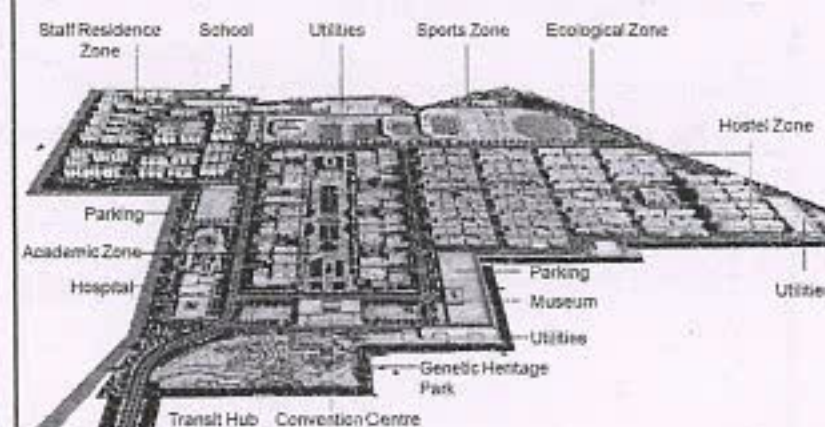 Staff Residence
Zone
School
Utilities
Sports Zone
Ecological Zone
Hostel Zone
Parking
Academic Zone
Hospital
Parking
Museum
Utilities
Utilities
Genetic Heritage
Park
Transit Hub
Convention Centre